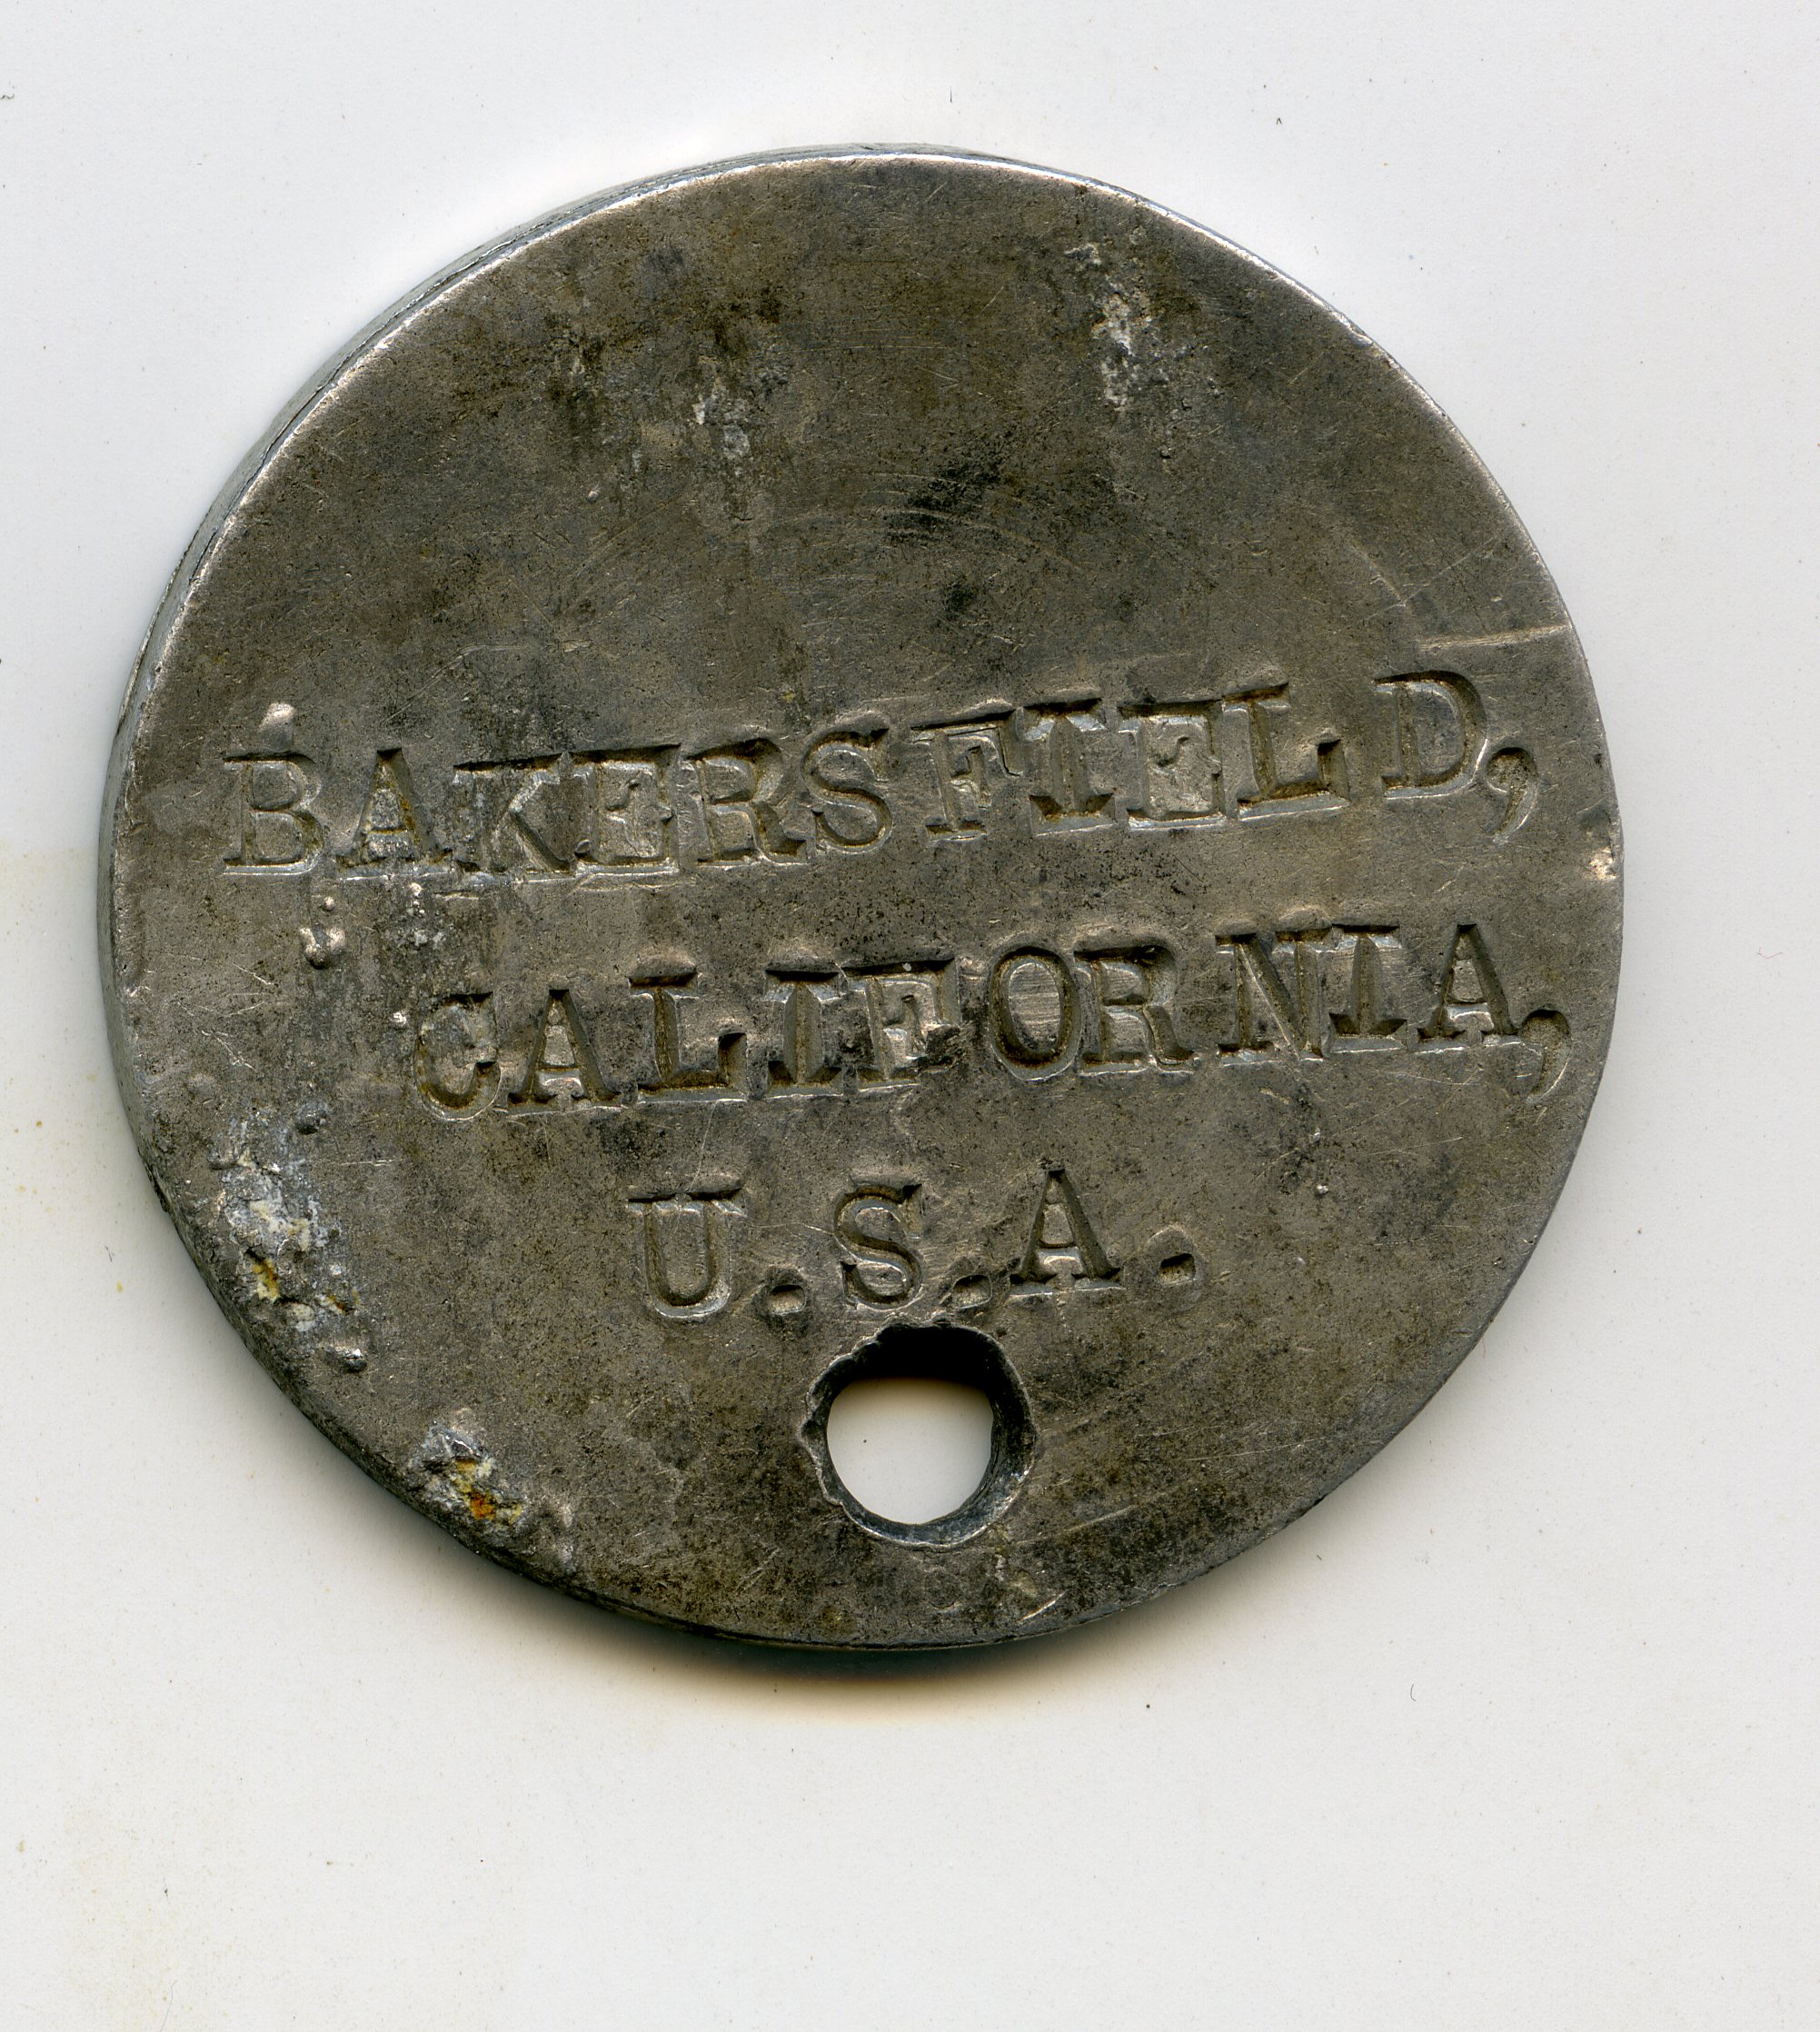 BAKERSFIELD,
CALIFORNIA,
U.S.A.